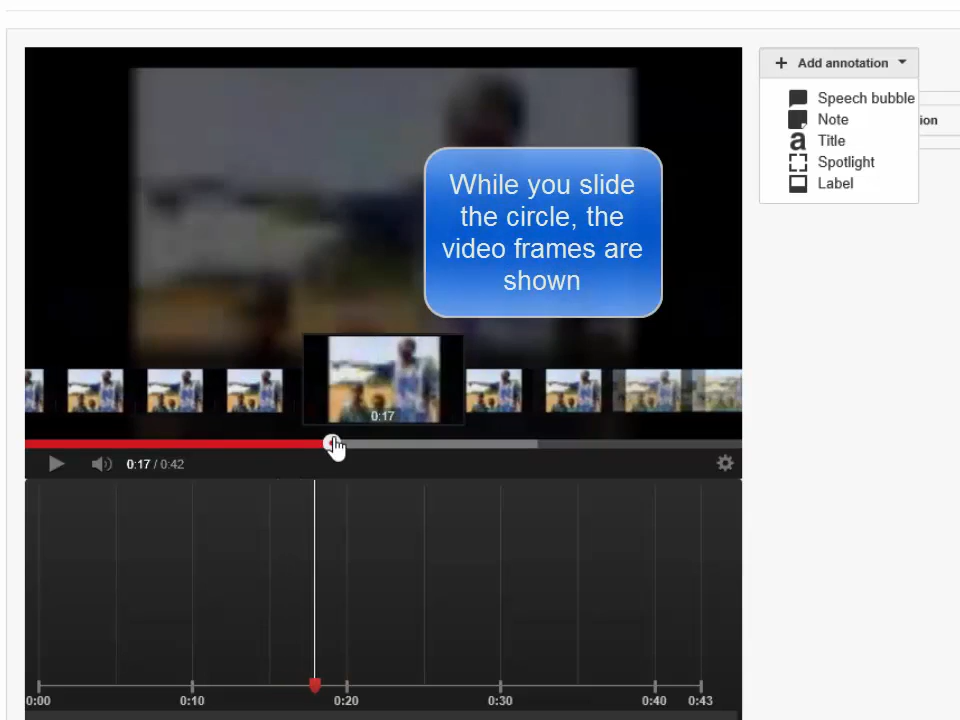 Add annotation
Speech bubble
Note
ion
Title
Spotlight
Label
While you slide
the circle, the
video frames are
shown
0:17
0:17 / 0:42
0:00 0:10 0:20 0:30 0:40 0:43